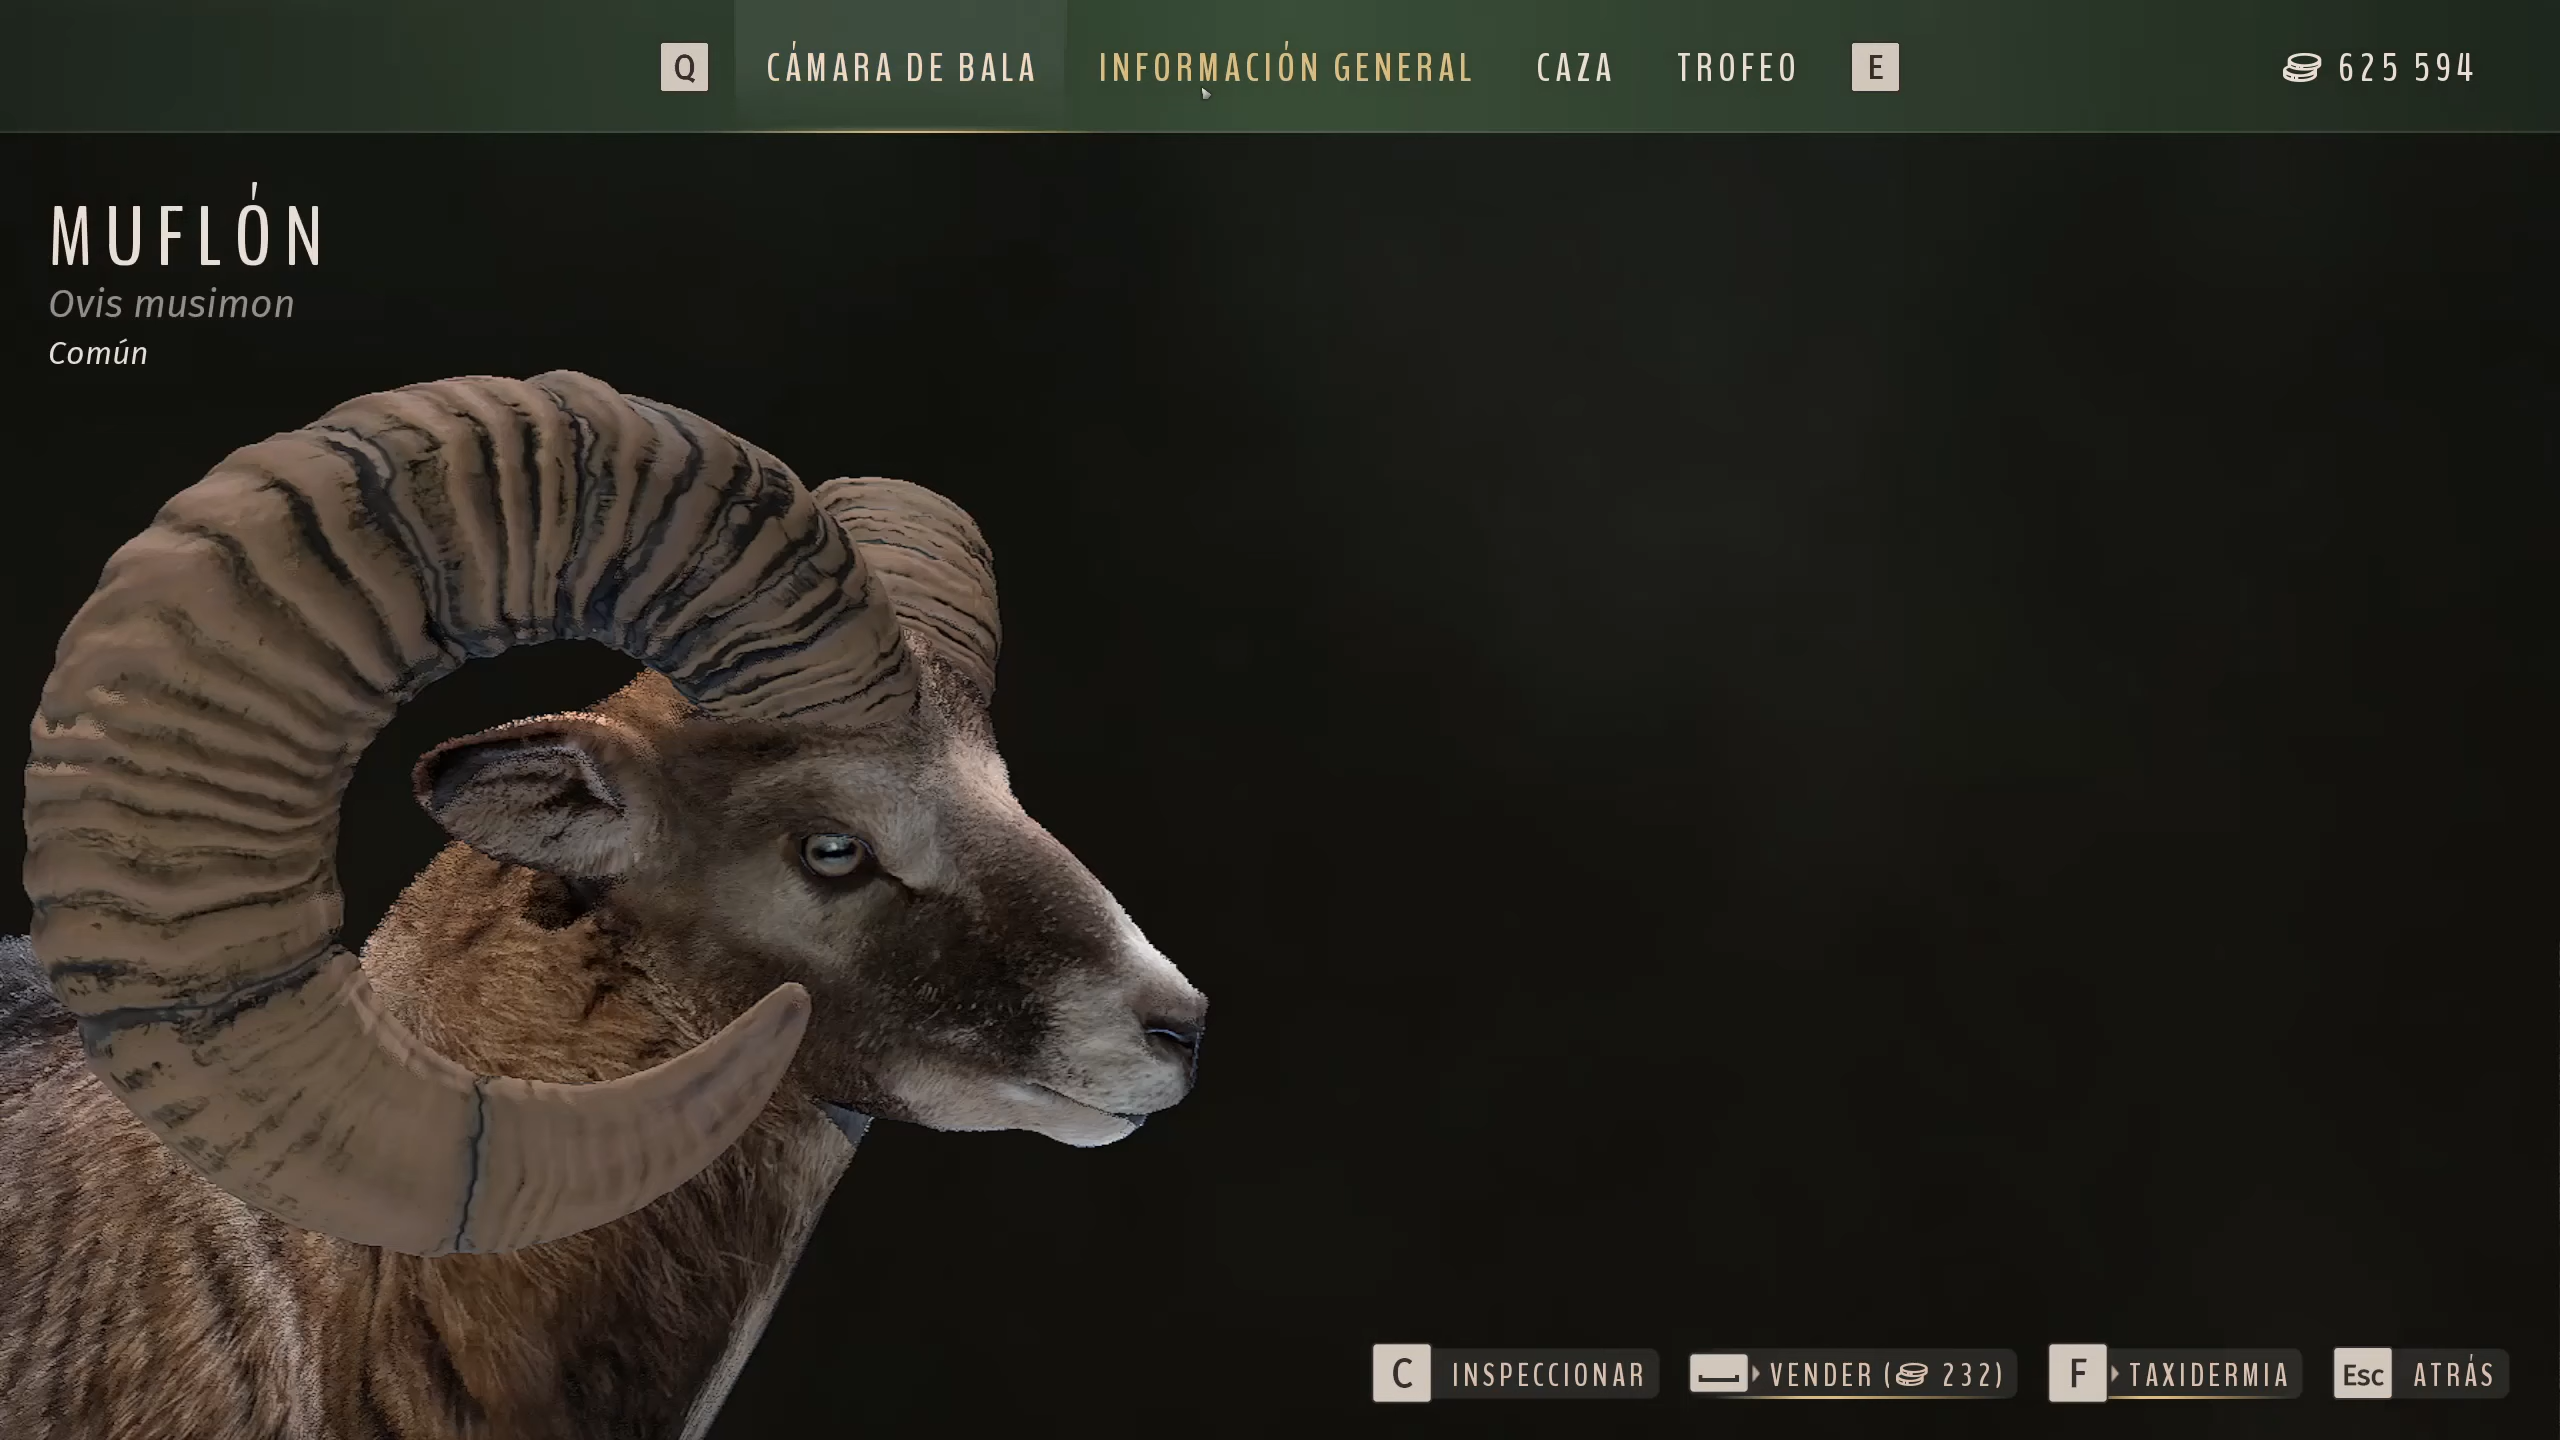 Q CÁMARA DE BALA INFORMACIÓN GENERAL CAZA TROFEO E 625 594
MUFLÓN
Ovis musimon
Común
C INSPECCIONAR VENDER ( 232) F TAXIDERMIA Esc ATRÁS